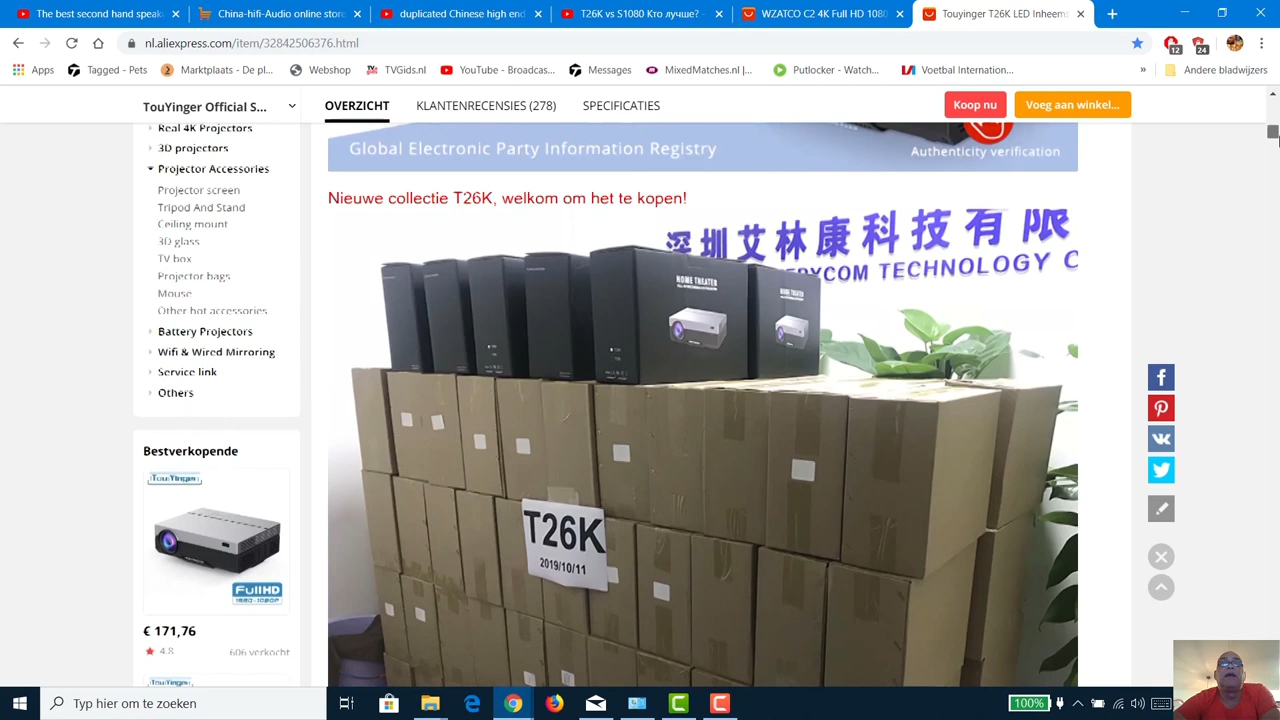 The best second speak
China-hifi-Audio online store
duplicated Chinese high end
T26K vs S1080 Кто лучше? -
WZATCO C2 4K Full HD 1080
Touyinger T26K LED Inheems
nl.aliexpress.com/item/32842506376.html
12
24
Apps
Tagged - Pets
Marktplaats - De pl...
Webshop
TVGids.nl
YouTube - Broadcas...
Messages
MixedMatches.nl |...
Putlocker - Watch...
Voetbal Internation...
»
Andere bladwijzers
TouYinger Official S...
OVERZICHT
KLANTENRECENSIES (278)
SPECIFICATIES
Koop nu
Voeg aan winkel...
Real 4K Projectors
3D projectors
Projector Accessories
Projector screen
Tripod And Stand
Ceiling mount
3D glass
TV box
Projector bags
Mouse
Other hot accessories
Battery Projectors
Wifi & Wired Mirroring
Service link
Others
Bestverkopende
TouYinger
FullHD
€ 171,76
4.8
606 verkocht
TouYinger
Global Electronic Party Information Registry
Authenticity verification
Nieuwe collectie T26K, welkom om het te kopen!
深圳艾林康科技有限
TECHNOLOGY C
HOME THEATER
HOME THEATER
T26K
2019/10/11
Typ hier om te zoeken
100%